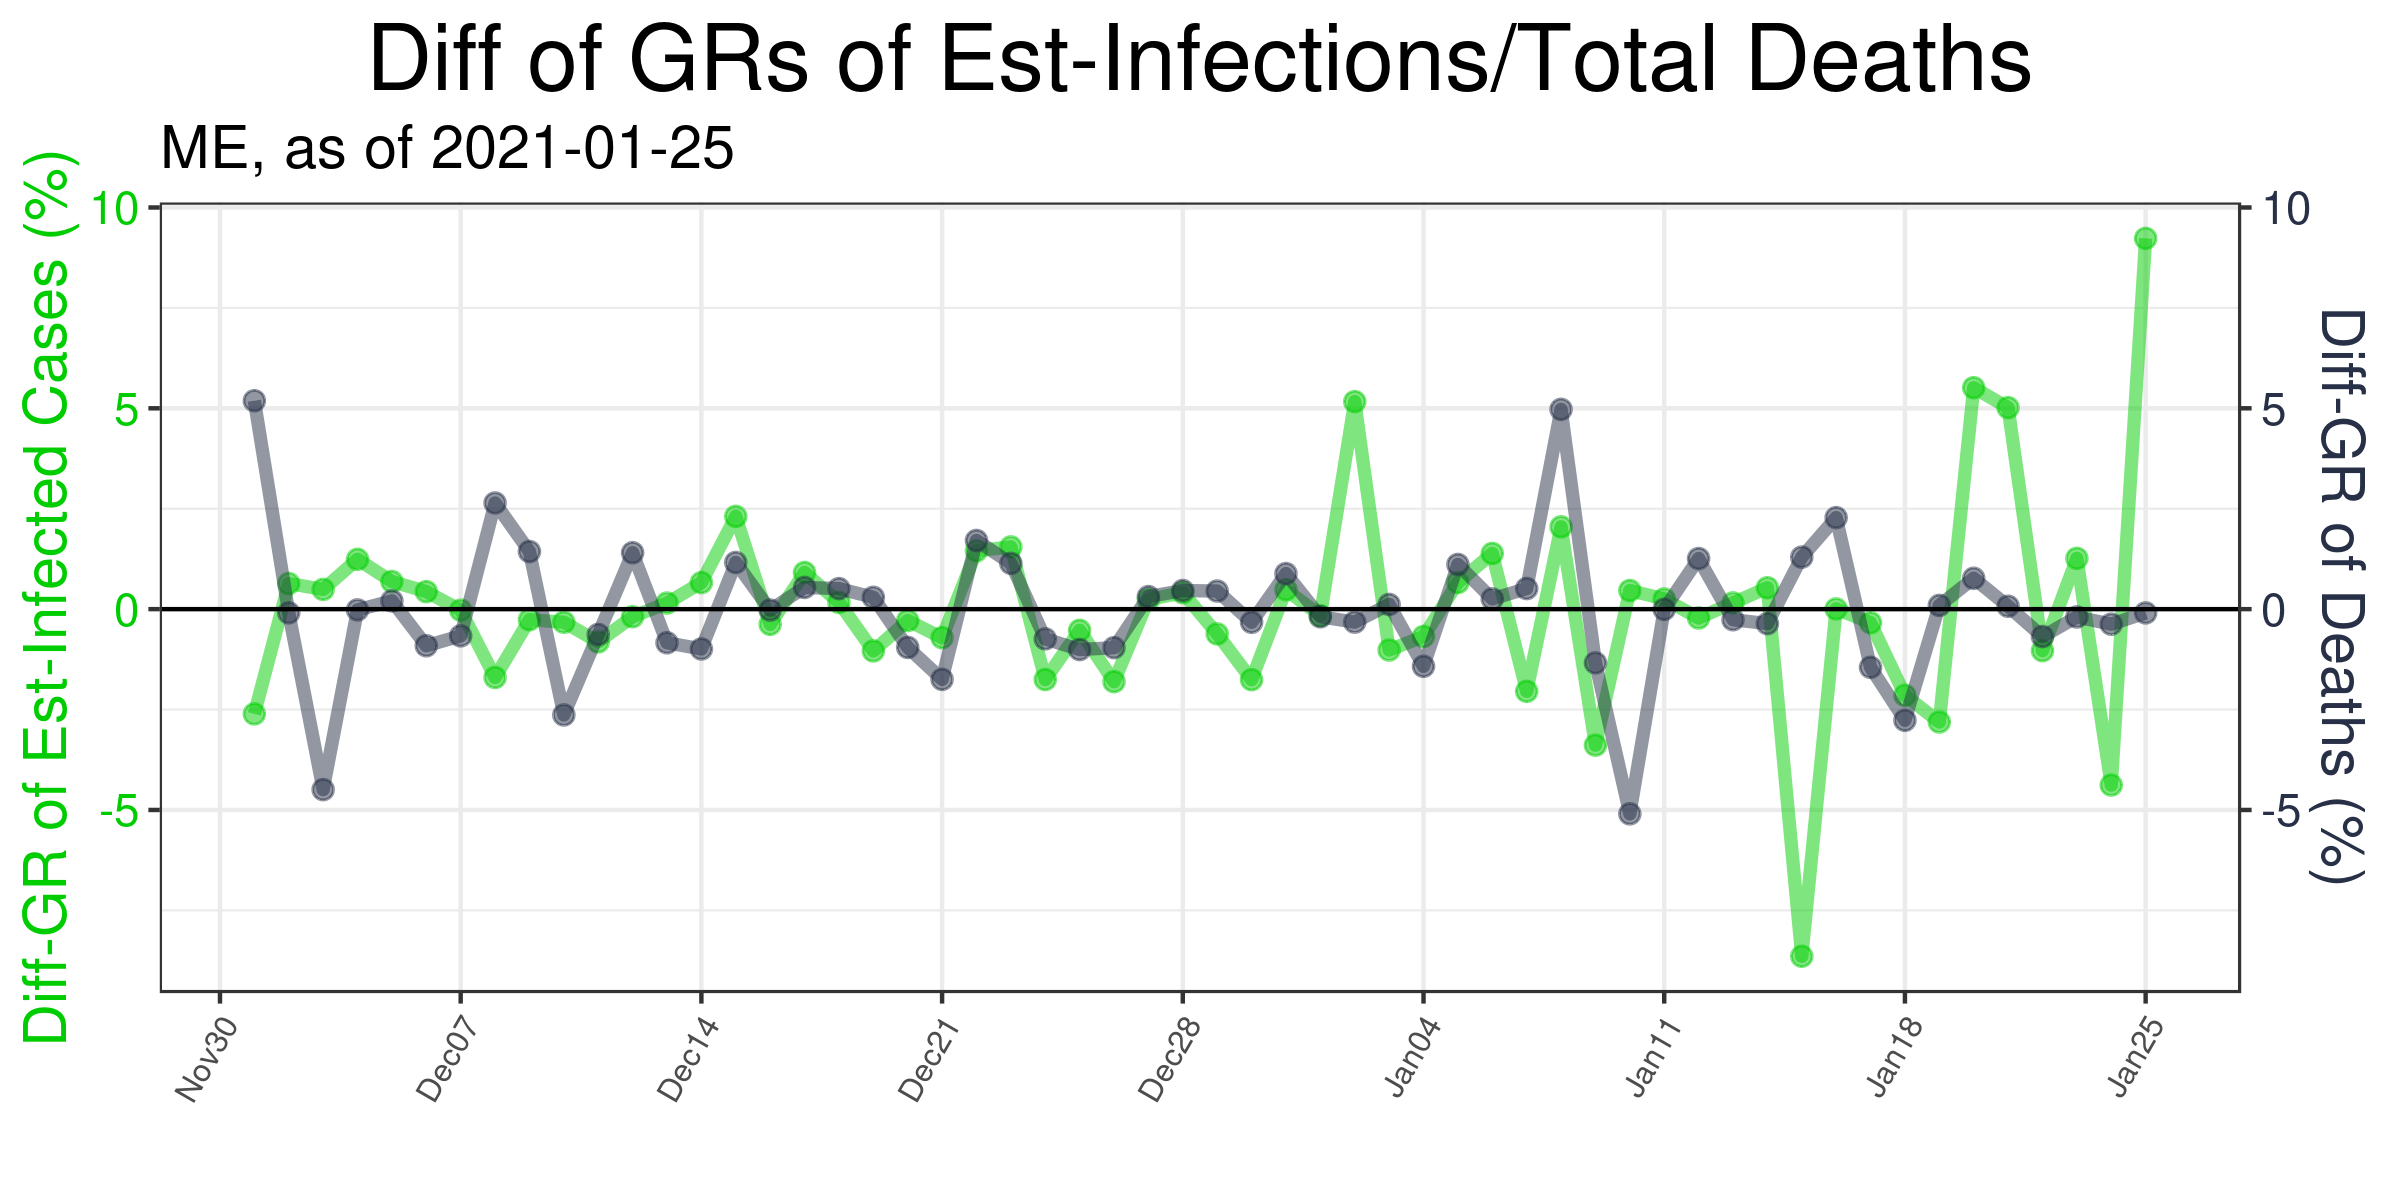 Diff of GRs of Est-Infections/Total Deaths
ME, as of 2021-01-25
Diff-GR of Est-Infected Cases (%)
10
5
0
-5
10
5
0
-5
Diff-GR of Deaths (%)
Nov30
Dec07
Dec14
Dec21
Dec28
Jan04
Jan11
Jan18
Jan25